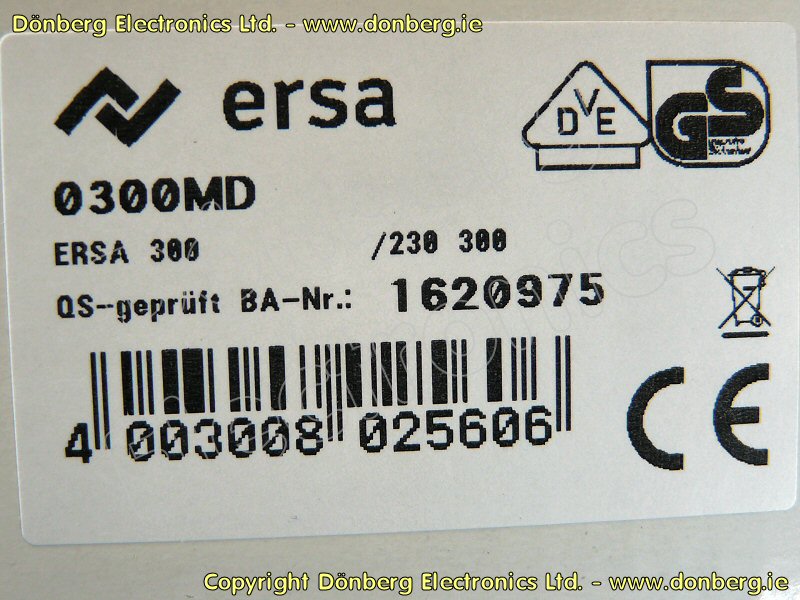 Dönberg Electronics Ltd. - www.donberg.ie
ersa
VDE
GS
0300MD
ERSA 300 /230 300
QS-geprüft BA-Nr.: 1620975
CE
4 003008 025606
Copyright Dönberg Electronics Ltd. - www.donberg.ie